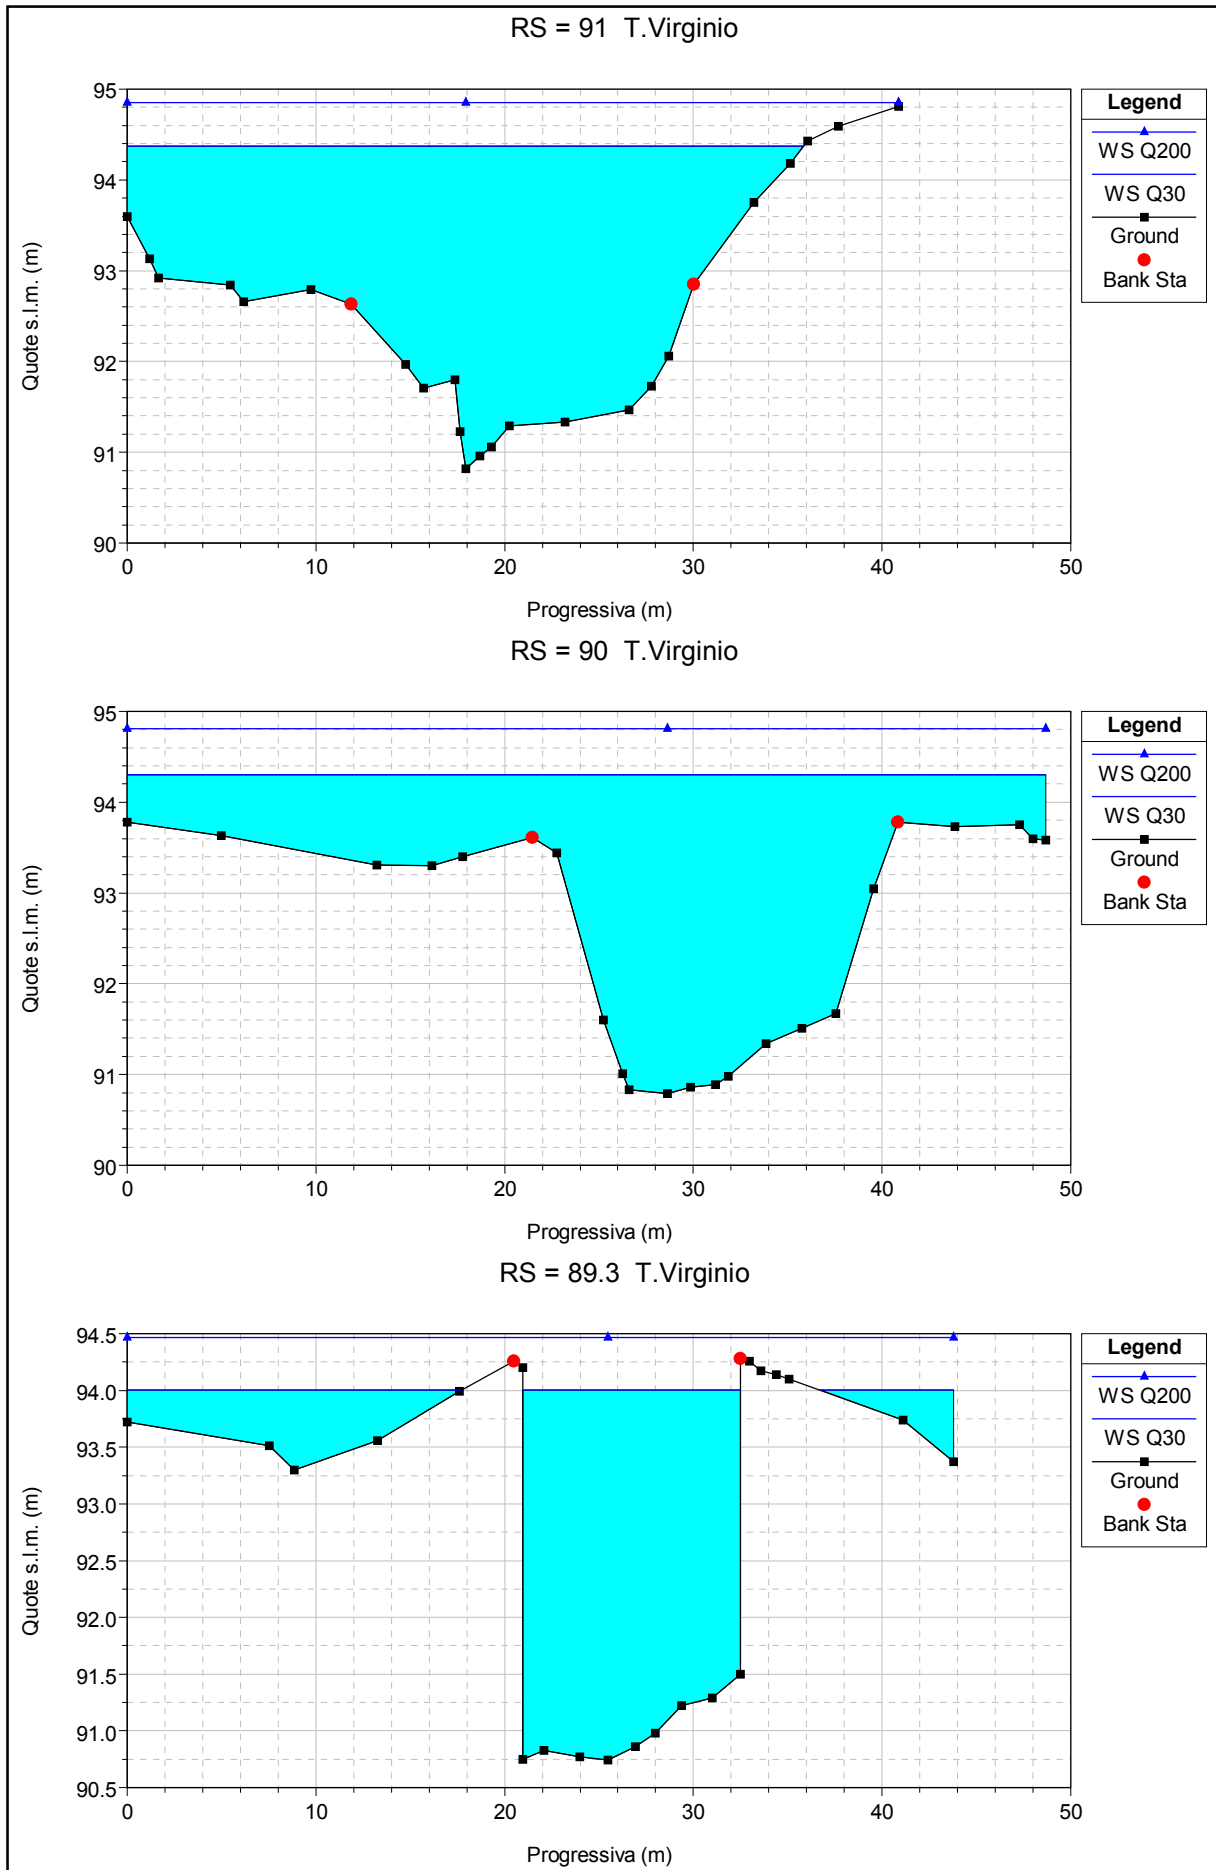 RS = 91 T.Virginio
95
94
93
92
91
90
Quote s.l.m. (m)
0 10 20 30 40 50
Progressiva (m)
Legend
WS Q200
WS Q30
Ground
Bank Sta
RS = 90 T.Virginio
95
94
93
92
91
90
Quote s.l.m. (m)
0 10 20 30 40 50
Progressiva (m)
Legend
WS Q200
WS Q30
Ground
Bank Sta
RS = 89.3 T.Virginio
94.5
94.0
93.5
93.0
92.5
92.0
91.5
91.0
90.5
Quote s.l.m. (m)
0 10 20 30 40 50
Progressiva (m)
Legend
WS Q200
WS Q30
Ground
Bank Sta